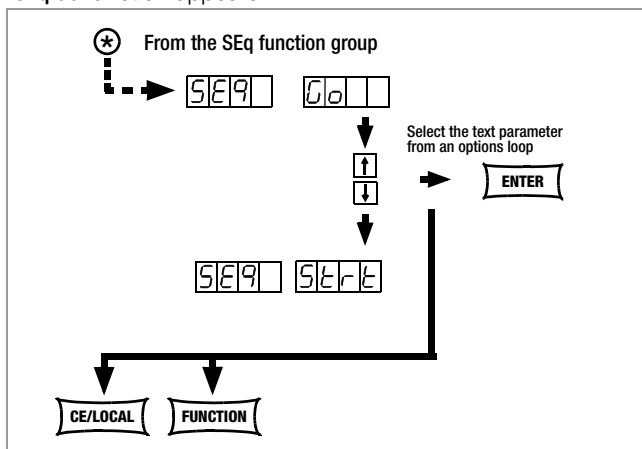 From the SEq function group
SEq Go
Select the text parameter
from an options loop
ENTER
SEq Strt
CE/LOCAL FUNCTION